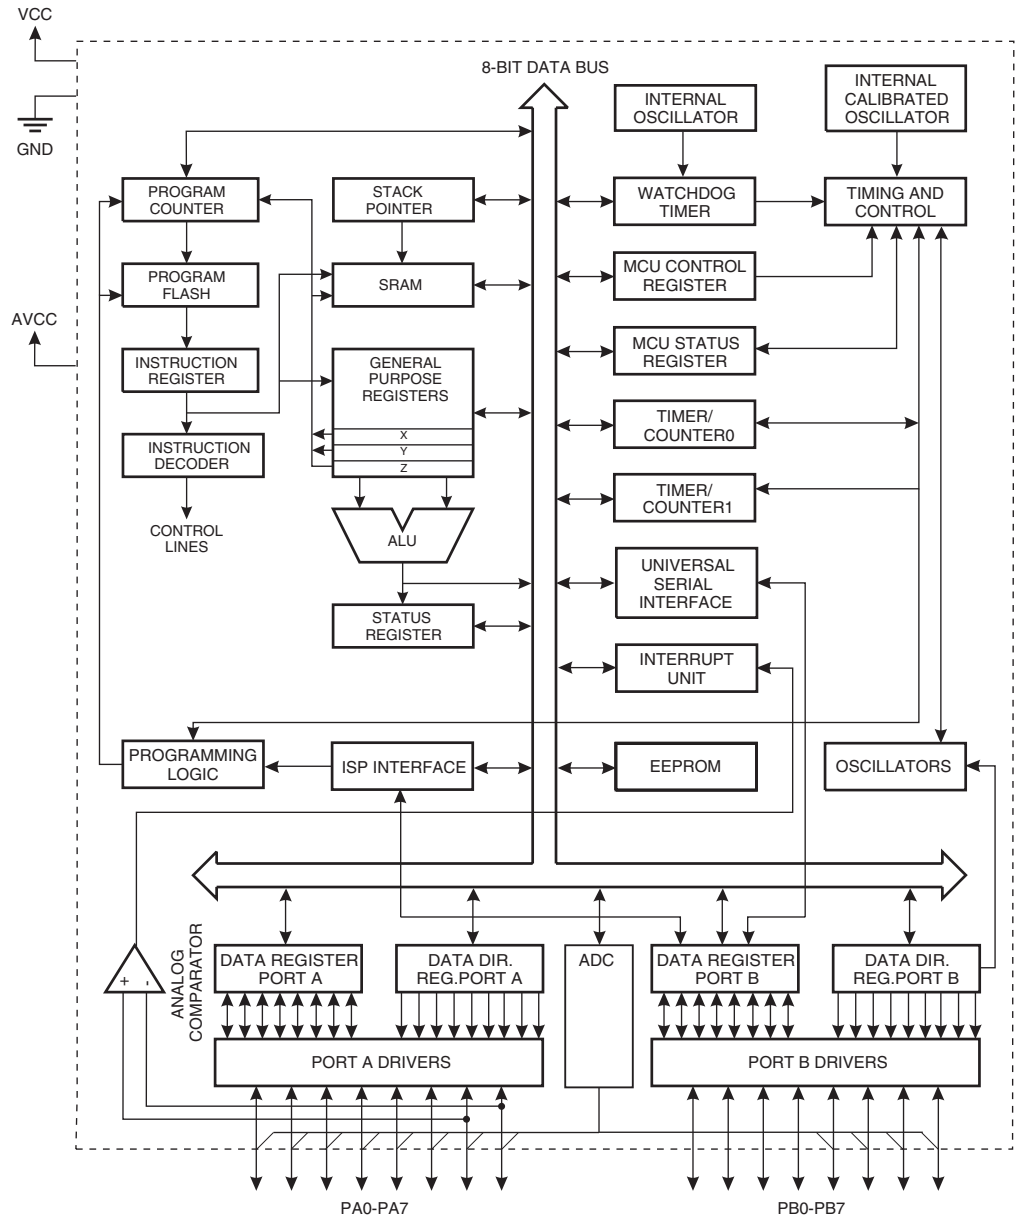 VCC
GND
AVCC
8-BIT DATA BUS
INTERNAL
OSCILLATOR
INTERNAL
CALIBRATED
OSCILLATOR
PROGRAM
COUNTER
STACK
POINTER
WATCHDOG
TIMER
TIMING AND
CONTROL
PROGRAM
FLASH
SRAM
MCU CONTROL
REGISTER
INSTRUCTION
REGISTER
GENERAL
PURPOSE
REGISTERS
X
Y
Z
MCU STATUS
REGISTER
INSTRUCTION
DECODER
TIMER/
COUNTER0
CONTROL
LINES
ALU
TIMER/
COUNTER1
UNIVERSAL
SERIAL
INTERFACE
STATUS
REGISTER
INTERRUPT
UNIT
PROGRAMMING
LOGIC
ISP INTERFACE
EEPROM
OSCILLATORS
ANALOG
COMPARATOR
+
-
DATA REGISTER
PORT A
DATA DIR.
REG.PORT A
ADC
DATA REGISTER
PORT B
DATA DIR.
REG.PORT B
PORT A DRIVERS
PORT B DRIVERS
PA0-PA7
PB0-PB7